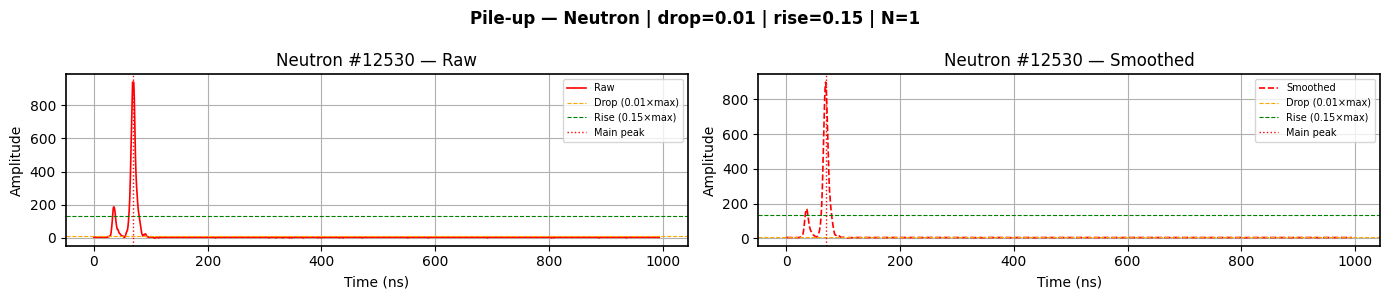 Pile-up — Neutron | drop=0.01 | rise=0.15 | N=1
Neutron #12530 — Raw
Raw
Drop (0.01×max)
Rise (0.15×max)
Main peak
Amplitude
800
600
400
200
0
0 200 400 600 800 1000
Time (ns)
Neutron #12530 — Smoothed
Smoothed
Drop (0.01×max)
Rise (0.15×max)
Main peak
Amplitude
800
600
400
200
0
0 200 400 600 800 1000
Time (ns)